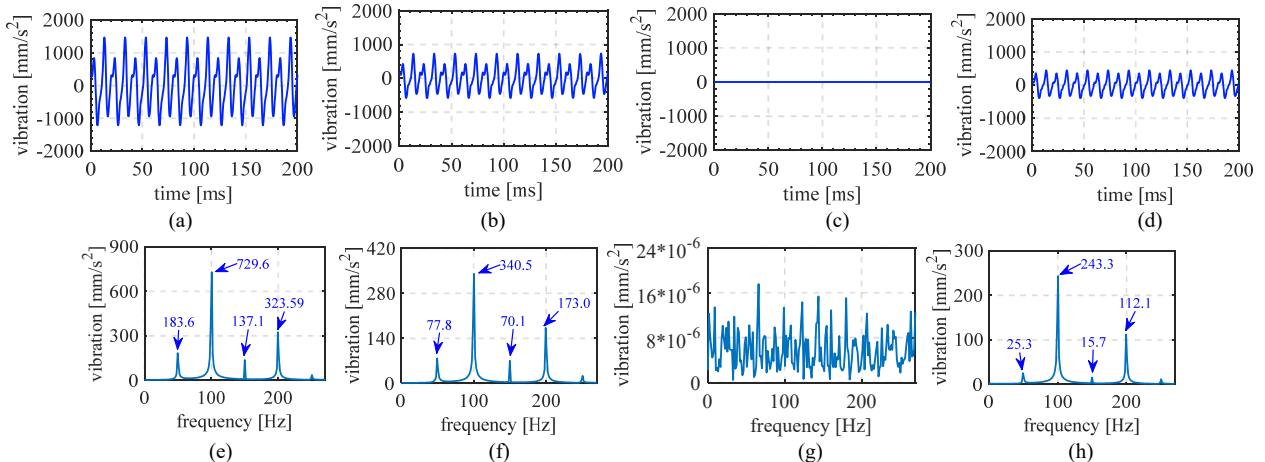 vibration [mm/s²]
2000
1000
0
-1000
-2000
0 50 100 150 200
time [ms]
(a)
vibration [mm/s²]
2000
1000
0
-1000
-2000
0 50 100 150 200
time [ms]
(b)
vibration [mm/s²]
2000
1000
0
-1000
-2000
0 50 100 150 200
time [ms]
(c)
vibration [mm/s²]
2000
1000
0
-1000
-2000
0 50 100 150 200
time [ms]
(d)
vibration [mm/s²]
900
600
300
0
729.6
323.59
183.6
137.1
0 100 200
frequency [Hz]
(e)
vibration [mm/s²]
420
280
140
0
340.5
173.0
77.8
70.1
0 100 200
frequency [Hz]
(f)
vibration [mm/s²]
24*10⁻⁶
16*10⁻⁶
8*10⁻⁶
0
0 100 200
frequency [Hz]
(g)
vibration [mm/s²]
300
200
100
0
243.3
112.1
25.3
15.7
0 100 200
frequency [Hz]
(h)